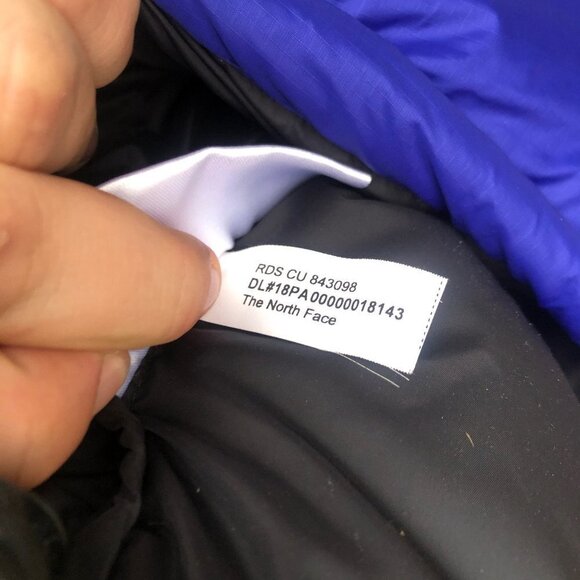 RDS CU 843098
DL#18PA00000018143
The North Face